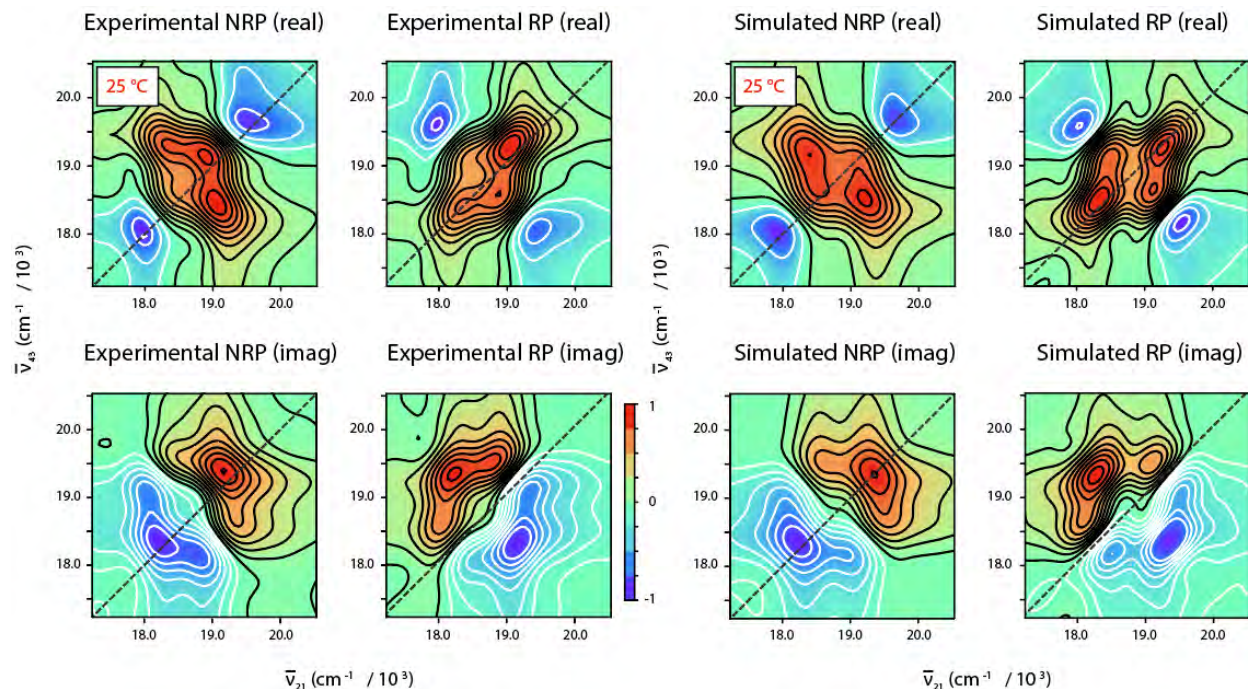 Experimental NRP (real) Experimental RP (real) Simulated NRP (real) Simulated RP (real)
25 °C 25 °C
20.0 20.0 20.0 20.0
19.0 19.0 19.0 19.0
18.0 18.0 18.0 18.0
18.0 19.0 20.0 18.0 19.0 20.0 18.0 19.0 20.0 18.0 19.0 20.0
ν̅₄₃ (cm⁻¹ / 10³) ν̅₄₃ (cm⁻¹ / 10³)
Experimental NRP (imag) Experimental RP (imag) Simulated NRP (imag) Simulated RP (imag)
20.0 20.0 1 20.0 20.0
19.0 19.0 0 19.0 19.0
18.0 18.0 -1 18.0 18.0
18.0 19.0 20.0 18.0 19.0 20.0 18.0 19.0 20.0 18.0 19.0 20.0
ν̅₂₁ (cm⁻¹ / 10³) ν̅₂₁ (cm⁻¹ / 10³)